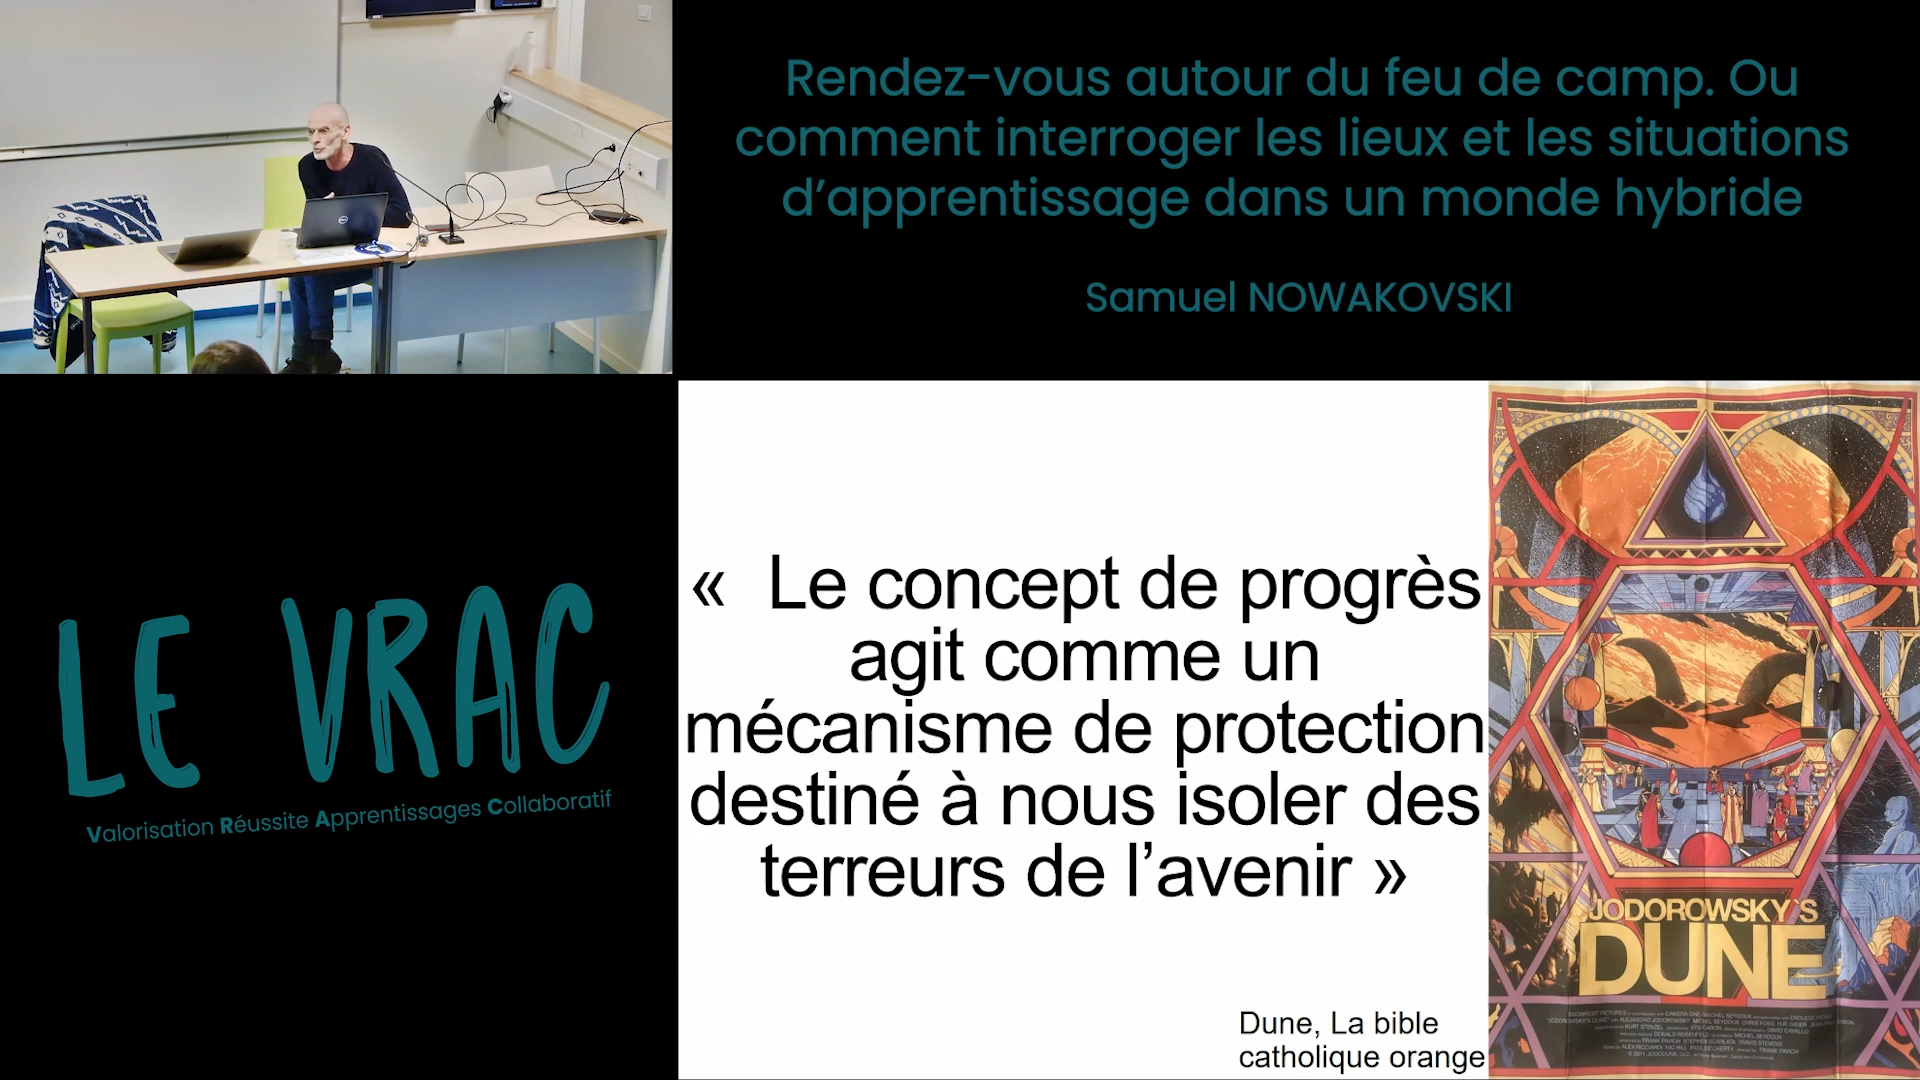 Rendez-vous autour du feu de camp. Ou
comment interroger les lieux et les situations
d’apprentissage dans un monde hybride
Samuel NOWAKOVSKI
LE VRAC
Valorisation Réussite Apprentissages Collaboratif
«  Le concept de progrès
agit comme un
mécanisme de protection
destiné à nous isoler des
terreurs de l’avenir »
Dune, La bible
catholique orange
JODOROWSKY'S
DUNE